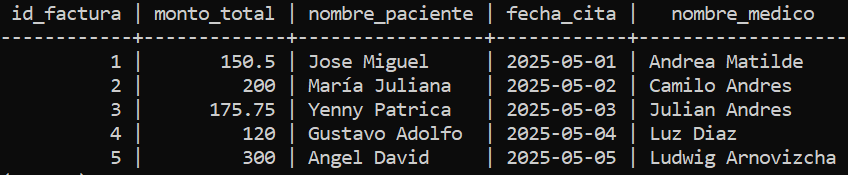 id_factura | monto_total | nombre_paciente | fecha_cita | nombre_medico
------------+-------------+-----------------+------------+-------------------
1 | 150.5 | Jose Miguel | 2025-05-01 | Andrea Matilde
2 | 200 | María Juliana | 2025-05-02 | Camilo Andres
3 | 175.75 | Yenny Patrica | 2025-05-03 | Julian Andres
4 | 120 | Gustavo Adolfo | 2025-05-04 | Luz Diaz
5 | 300 | Angel David | 2025-05-05 | Ludwig Arnovizcha